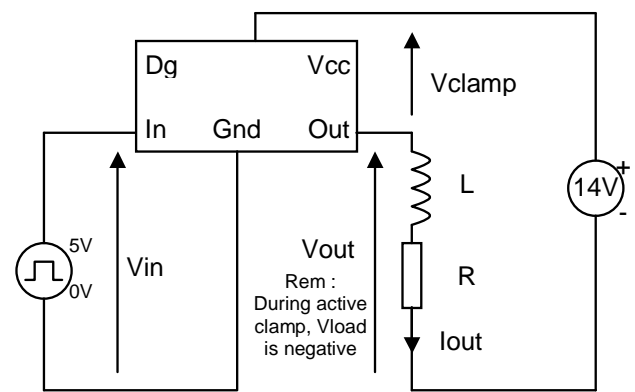 Dg
Vcc
In
Gnd
Out
Vclamp
L
14V
+
-
5V
0V
Vin
Vout
Rem :
During active
clamp, Vload
is negative
R
Iout